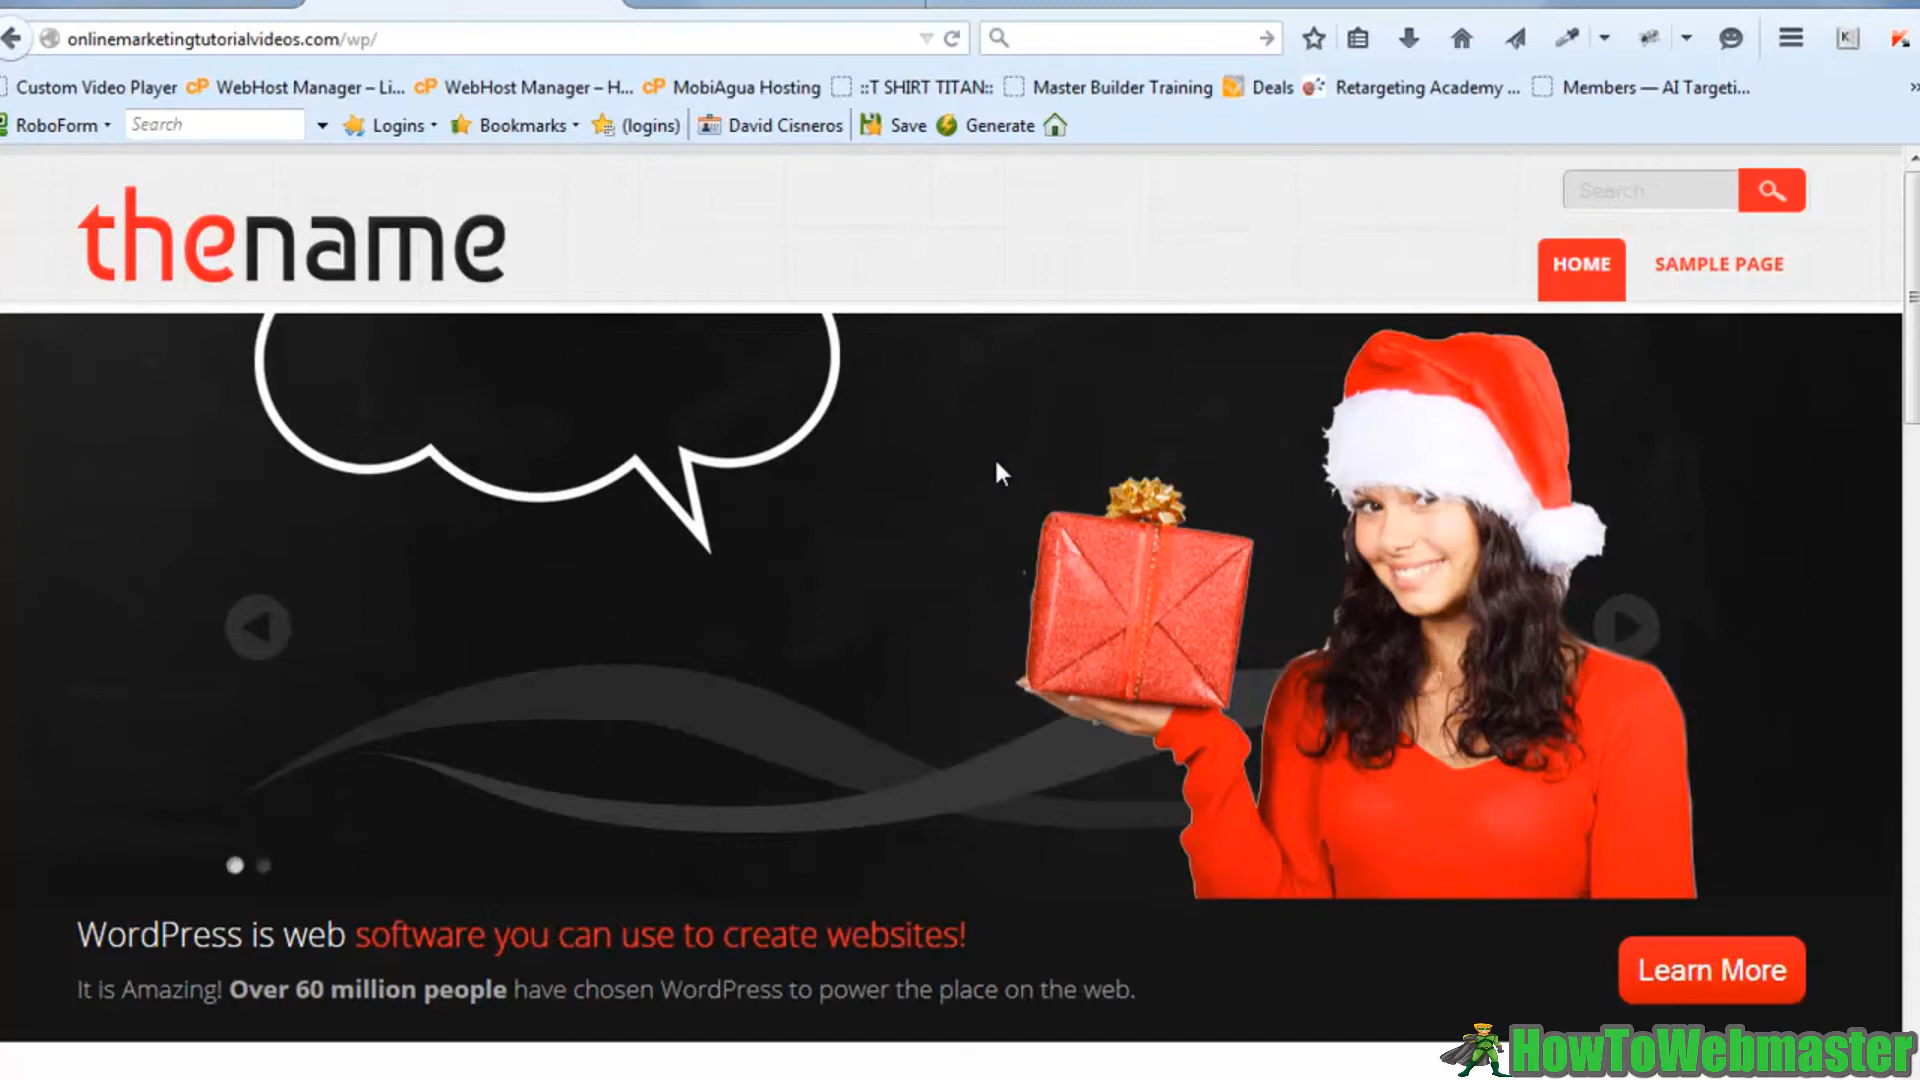 onlinemarketingtutorialvideos.com/wp/
Custom Video Player cP WebHost Manager – Li... cP WebHost Manager – H... cP MobiAgua Hosting ::T SHIRT TITAN:: Master Builder Training Deals Retargeting Academy ... Members — AI Targeti... »
RoboForm Search Logins Bookmarks (logins) David Cisneros Save Generate
Search
thename
HOME SAMPLE PAGE
WordPress is web software you can use to create websites!
It is Amazing! Over 60 million people have chosen WordPress to power the place on the web.
Learn More
HowToWebmaster